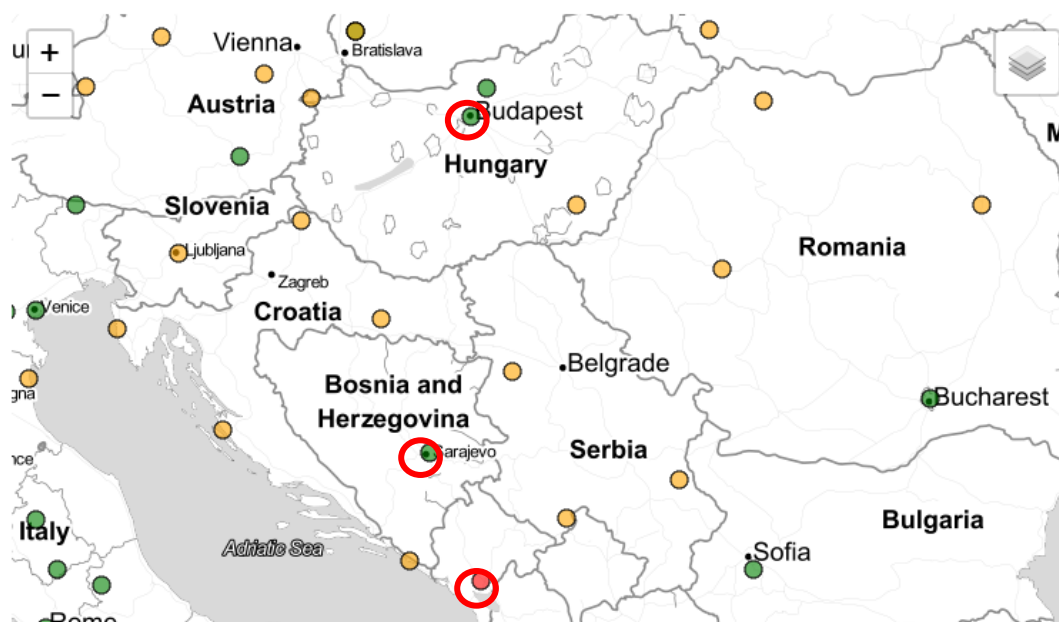 Vienna
Bratislava
+
−
Austria
Budapest
Hungary
Slovenia
Ljubljana
Romania
Zagreb
Croatia
Venice
Belgrade
Bosnia and
Herzegovina
Bucharest
Sarajevo
Serbia
Bulgaria
Italy
Adriatic Sea
Sofia
Rome